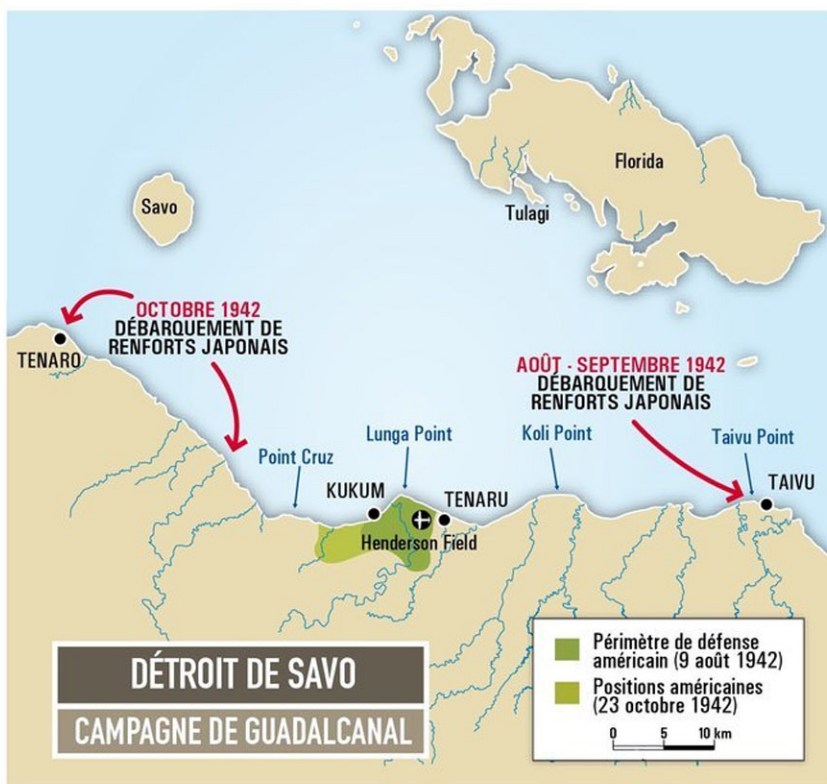 Florida
Savo
Tulagi
OCTOBRE 1942
DÉBARQUEMENT DE
RENFORTS JAPONAIS
TENARO
AOÛT - SEPTEMBRE 1942
DÉBARQUEMENT DE
RENFORTS JAPONAIS
Point Cruz
Lunga Point
Koli Point
Taivu Point
KUKUM
TENARU
TAIVU
Henderson Field
DÉTROIT DE SAVO
CAMPAGNE DE GUADALCANAL
Périmètre de défense
américain (9 août 1942)
Positions américaines
(23 octobre 1942)
0 5 10 km